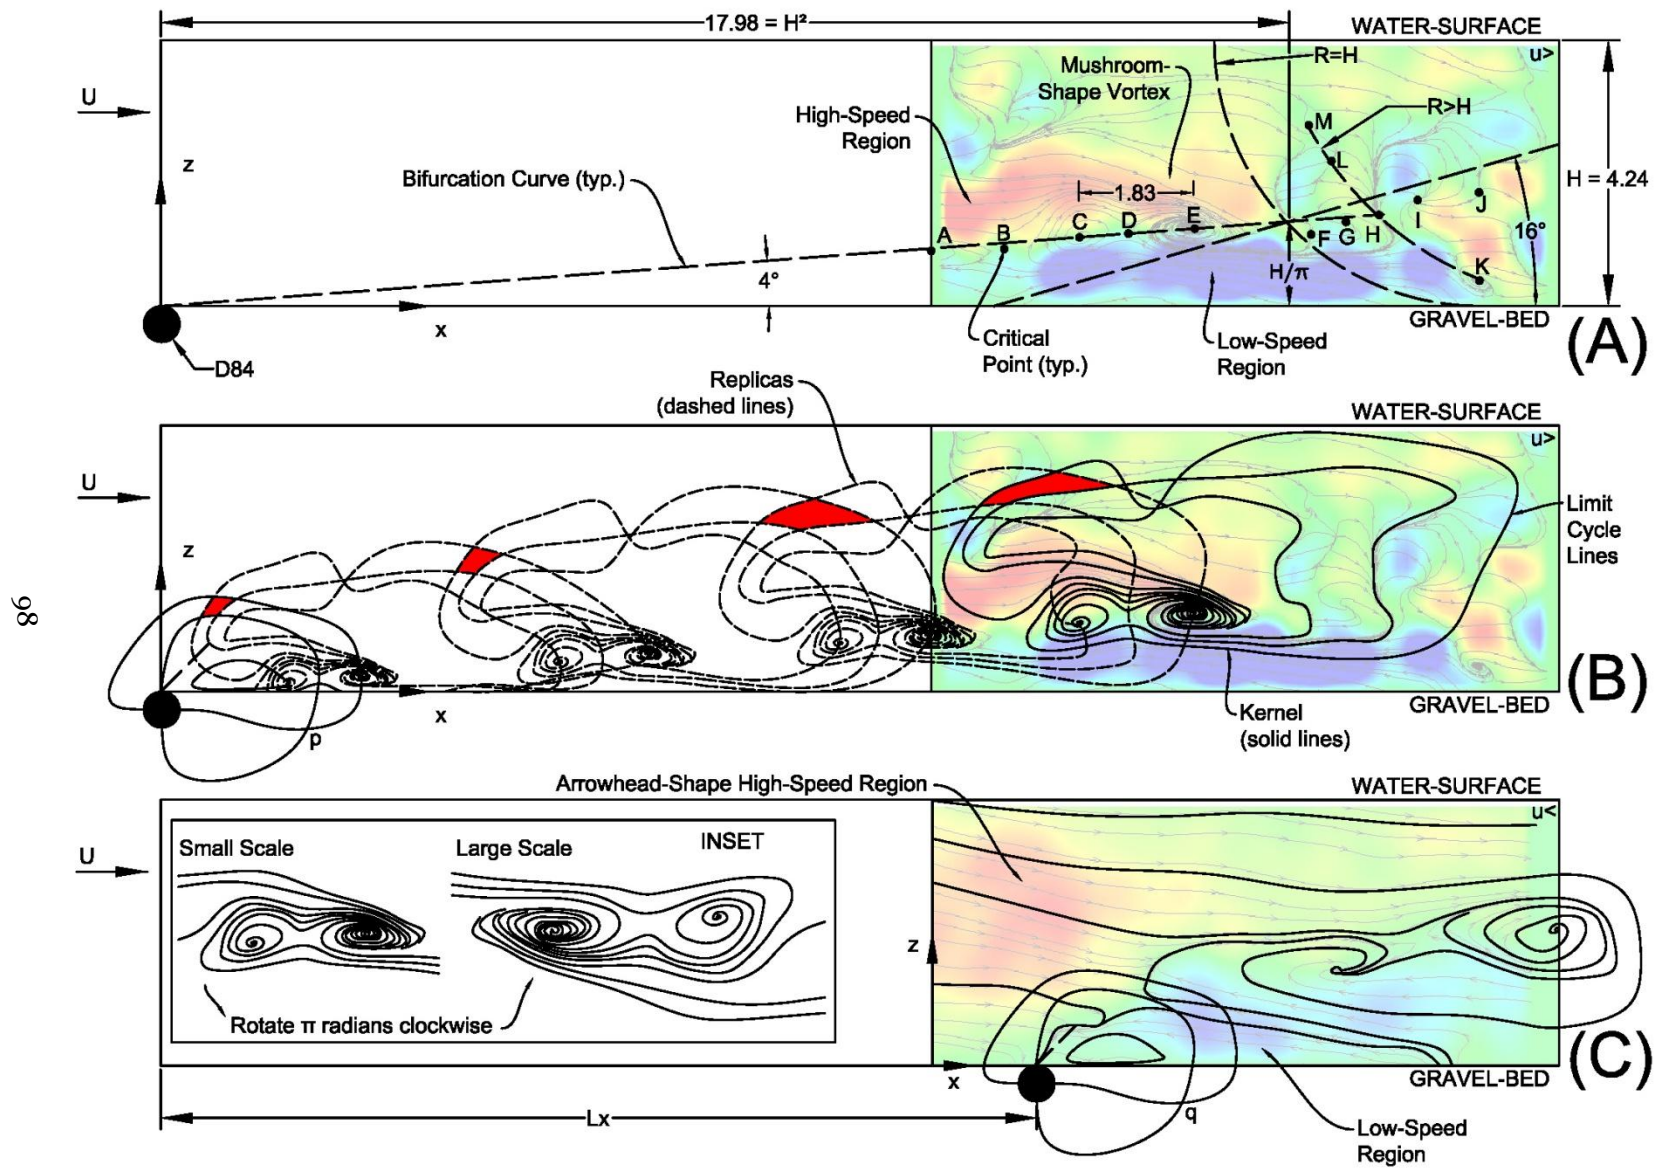 17.98 = H²
WATER-SURFACE
U
z
High-Speed
Region
Mushroom-
Shape Vortex
R=H
u>
R>H
M
L
Bifurcation Curve (typ.)
1.83
H = 4.24
A
B
C
D
E
F
G
H
I
J
K
4°
H/π
16°
x
D84
Critical
Point (typ.)
Low-Speed
Region
GRAVEL-BED
(A)
Replicas
(dashed lines)
WATER-SURFACE
u>
U
z
Limit
Cycle
Lines
98
x
p
Kernel
(solid lines)
GRAVEL-BED
(B)
Arrowhead-Shape High-Speed Region
WATER-SURFACE
u<
U
Small Scale
Large Scale
INSET
z
Rotate π radians clockwise
x
GRAVEL-BED
(C)
Lx
q
Low-Speed
Region